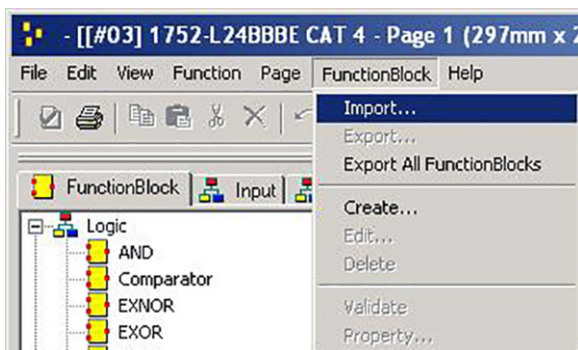 - [[#03] 1752-L24BBBE CAT 4 - Page 1 (297mm x
File Edit View Function Page FunctionBlock Help
Import...
Export...
Export All FunctionBlocks
FunctionBlock Input
Create...
Logic
Edit...
AND
Delete
Comparator
EXNOR
Validate
EXOR
Property...